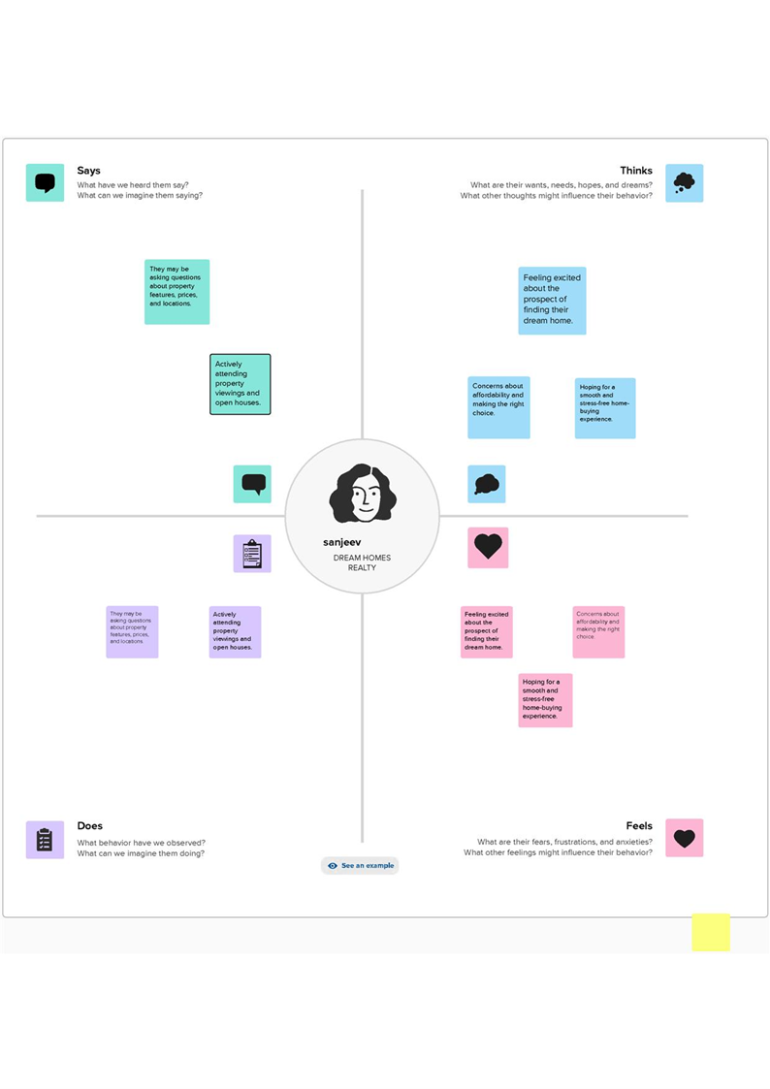 Says
What have we heard them say?
What can we imagine them saying?
Thinks
What are their wants, needs, hopes, and dreams?
What other thoughts might influence their behavior?
They may be
asking questions
about property
features, prices,
and locations.
Actively
attending
property
viewings and
open houses.
Feeling excited
about the
prospect of
finding their
dream home.
Concerns about
affordability and
making the right
choice.
Hoping for a
smooth and
stress-free home-
buying
experience.
sanjeev
DREAM HOMES
REALTY
They may be
asking questions
about property
features, prices,
and locations.
Actively
attending
property
viewings and
open houses.
Feeling excited
about the
prospect of
finding their
dream home.
Concerns about
affordability and
making the right
choice.
Hoping for a
smooth and
stress-free
home-buying
experience.
Does
What behavior have we observed?
What can we imagine them doing?
Feels
What are their fears, frustrations, and anxieties?
What other feelings might influence their behavior?
See an example